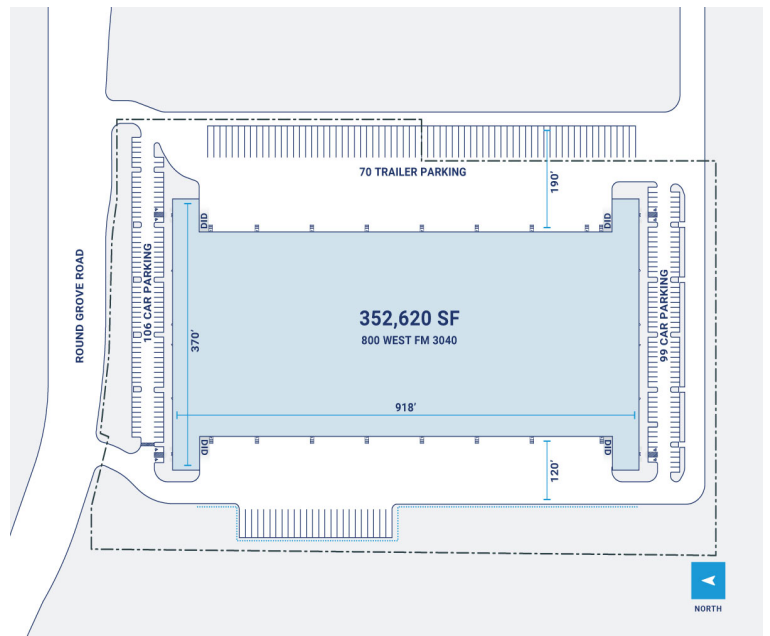 70 TRAILER PARKING
190'
DID
DID
ROUND GROVE ROAD
106 CAR PARKING
370'
352,620 SF
800 WEST FM 3040
99 CAR PARKING
918'
DID
DID
120'
NORTH